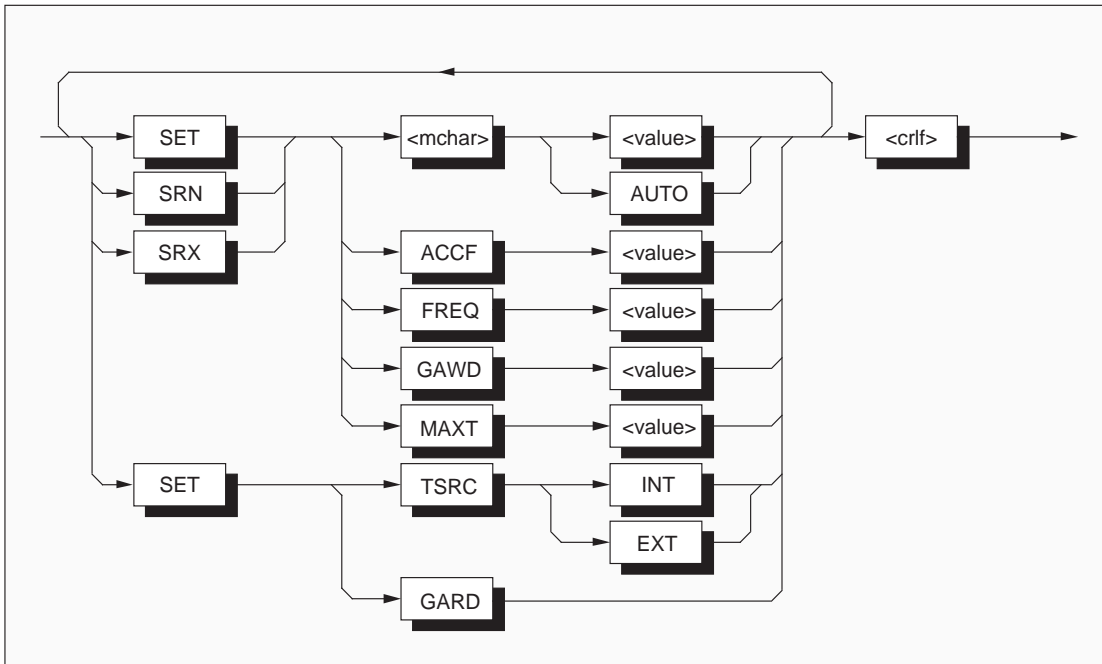 SET <mchar> <value> <crlf>
SRN AUTO
SRX ACCF <value>
FREQ <value>
GAWD <value>
MAXT <value>
SET TSRC INT
EXT
GARD